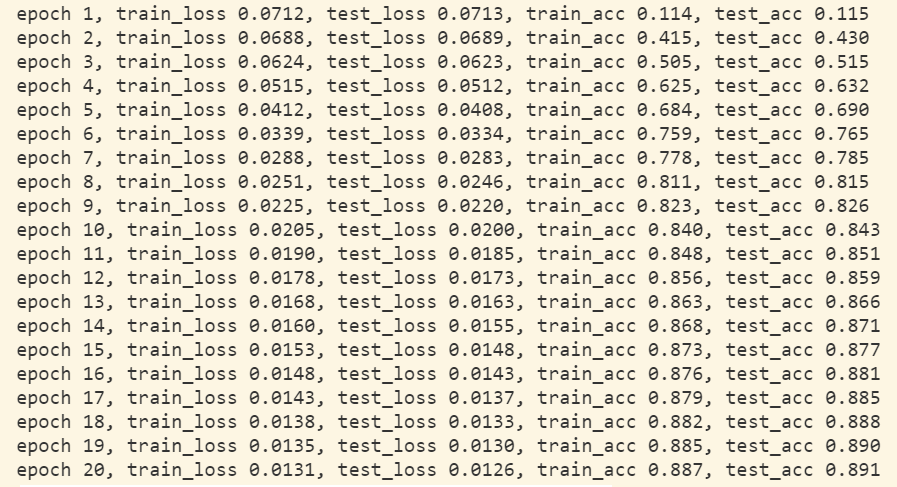 epoch 1, train_loss 0.0712, test_loss 0.0713, train_acc 0.114, test_acc 0.115
epoch 2, train_loss 0.0688, test_loss 0.0689, train_acc 0.415, test_acc 0.430
epoch 3, train_loss 0.0624, test_loss 0.0623, train_acc 0.505, test_acc 0.515
epoch 4, train_loss 0.0515, test_loss 0.0512, train_acc 0.625, test_acc 0.632
epoch 5, train_loss 0.0412, test_loss 0.0408, train_acc 0.684, test_acc 0.690
epoch 6, train_loss 0.0339, test_loss 0.0334, train_acc 0.759, test_acc 0.765
epoch 7, train_loss 0.0288, test_loss 0.0283, train_acc 0.778, test_acc 0.785
epoch 8, train_loss 0.0251, test_loss 0.0246, train_acc 0.811, test_acc 0.815
epoch 9, train_loss 0.0225, test_loss 0.0220, train_acc 0.823, test_acc 0.826
epoch 10, train_loss 0.0205, test_loss 0.0200, train_acc 0.840, test_acc 0.843
epoch 11, train_loss 0.0190, test_loss 0.0185, train_acc 0.848, test_acc 0.851
epoch 12, train_loss 0.0178, test_loss 0.0173, train_acc 0.856, test_acc 0.859
epoch 13, train_loss 0.0168, test_loss 0.0163, train_acc 0.863, test_acc 0.866
epoch 14, train_loss 0.0160, test_loss 0.0155, train_acc 0.868, test_acc 0.871
epoch 15, train_loss 0.0153, test_loss 0.0148, train_acc 0.873, test_acc 0.877
epoch 16, train_loss 0.0148, test_loss 0.0143, train_acc 0.876, test_acc 0.881
epoch 17, train_loss 0.0143, test_loss 0.0137, train_acc 0.879, test_acc 0.885
epoch 18, train_loss 0.0138, test_loss 0.0133, train_acc 0.882, test_acc 0.888
epoch 19, train_loss 0.0135, test_loss 0.0130, train_acc 0.885, test_acc 0.890
epoch 20, train_loss 0.0131, test_loss 0.0126, train_acc 0.887, test_acc 0.891